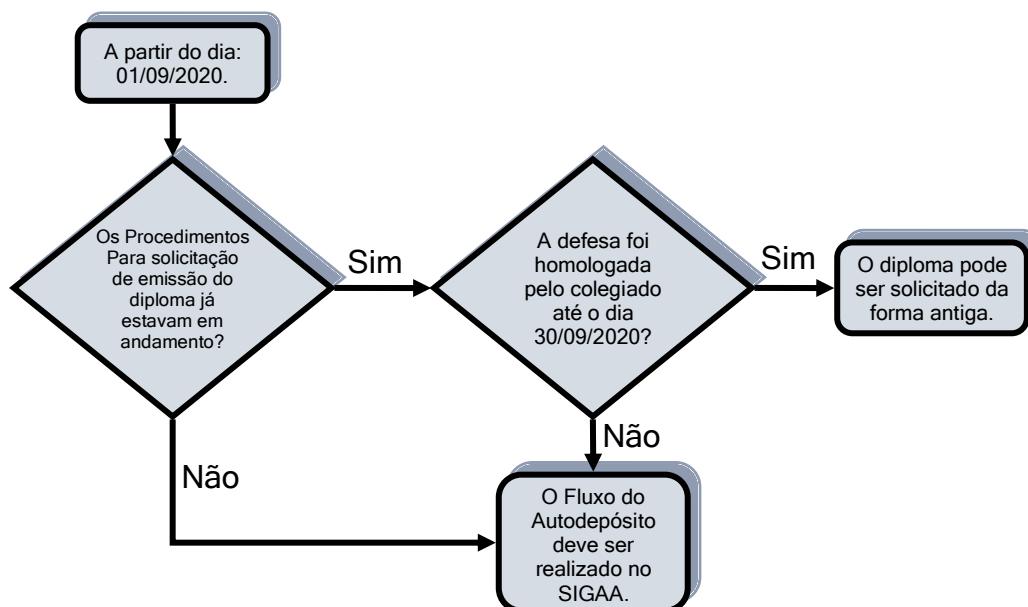 A partir do dia:
01/09/2020.
Os Procedimentos
Para solicitação
de emissão do
diploma já
estavam em
andamento?
Sim
A defesa foi
homologada
pelo colegiado
até o dia
30/09/2020?
Sim
O diploma pode
ser solicitado da
forma antiga.
Não
Não
O Fluxo do
Autodepósito
deve ser
realizado no
SIGAA.